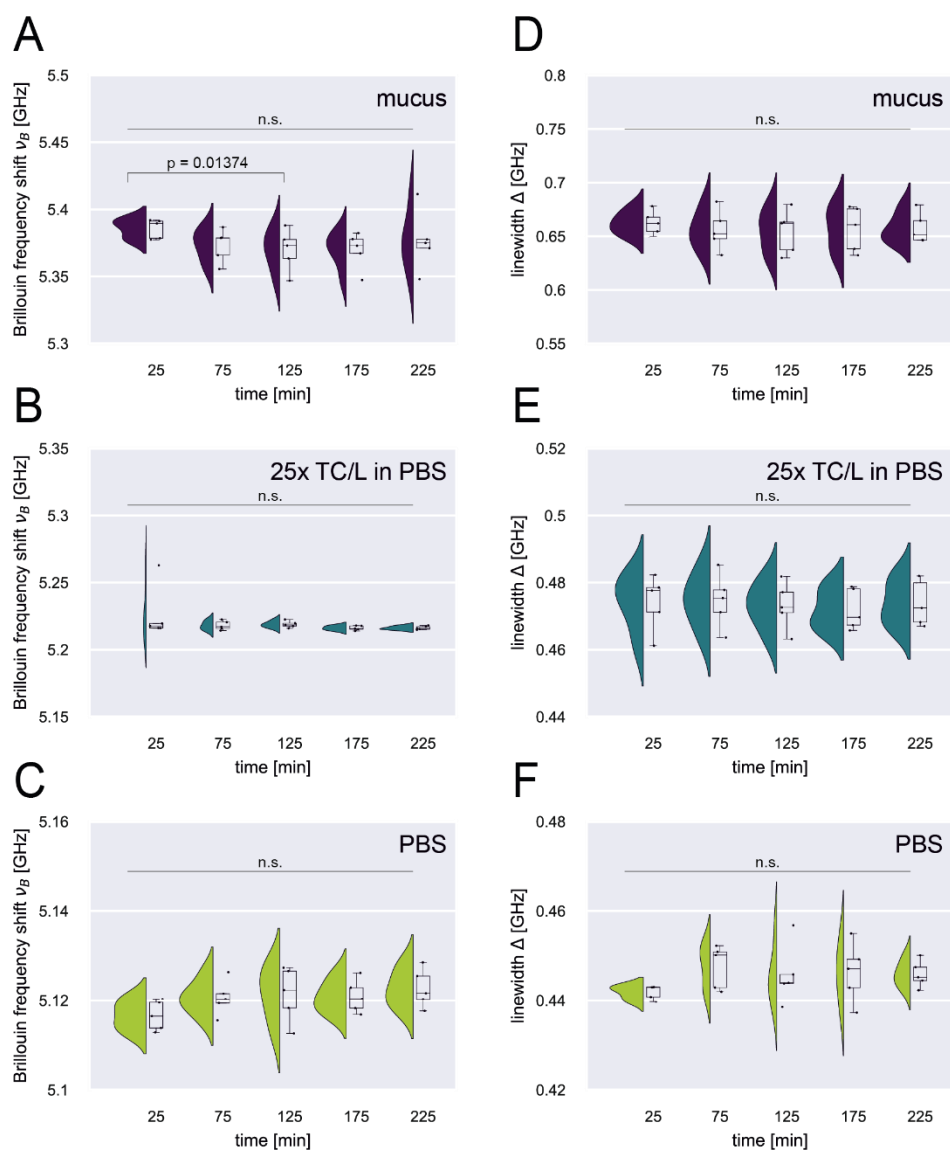 A
Brillouin frequency shift νB [GHz]
5.5
5.45
5.4
5.35
5.3
mucus
n.s.
p = 0.01374
25 75 125 175 225
time [min]
D
linewidth Δ [GHz]
0.8
0.75
0.7
0.65
0.6
0.55
mucus
n.s.
25 75 125 175 225
time [min]
B
Brillouin frequency shift νB [GHz]
5.35
5.3
5.25
5.2
5.15
25x TC/L in PBS
n.s.
25 75 125 175 225
time [min]
E
linewidth Δ [GHz]
0.52
0.5
0.48
0.46
0.44
25x TC/L in PBS
n.s.
25 75 125 175 225
time [min]
C
Brillouin frequency shift νB [GHz]
5.16
5.14
5.12
5.1
PBS
n.s.
25 75 125 175 225
time [min]
F
linewidth Δ [GHz]
0.48
0.46
0.44
0.42
PBS
n.s.
25 75 125 175 225
time [min]